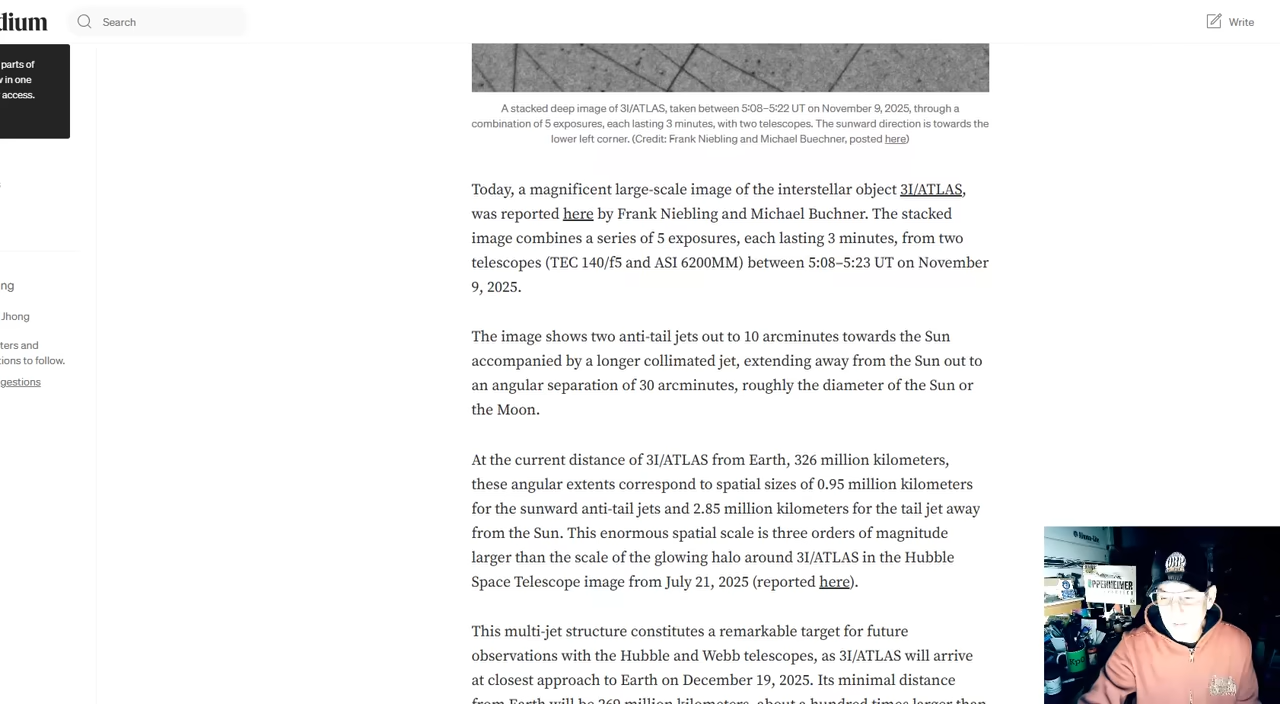 dium
Search
Write
parts of
v in one
access.
A stacked deep image of 3I/ATLAS, taken between 5:08–5:22 UT on November 9, 2025, through a
combination of 5 exposures, each lasting 3 minutes, with two telescopes. The sunward direction is towards the
lower left corner. (Credit: Frank Niebling and Michael Buechner, posted here)
Today, a magnificent large-scale image of the interstellar object 3I/ATLAS,
was reported here by Frank Niebling and Michael Buchner. The stacked
image combines a series of 5 exposures, each lasting 3 minutes, from two
telescopes (TEC 140/f5 and ASI 6200MM) between 5:08–5:23 UT on November
9, 2025.
ng
Jhong
ters and
tions to follow.
gestions
The image shows two anti-tail jets out to 10 arcminutes towards the Sun
accompanied by a longer collimated jet, extending away from the Sun out to
an angular separation of 30 arcminutes, roughly the diameter of the Sun or
the Moon.
At the current distance of 3I/ATLAS from Earth, 326 million kilometers,
these angular extents correspond to spatial sizes of 0.95 million kilometers
for the sunward anti-tail jets and 2.85 million kilometers for the tail jet away
from the Sun. This enormous spatial scale is three orders of magnitude
larger than the scale of the glowing halo around 3I/ATLAS in the Hubble
Space Telescope image from July 21, 2025 (reported here).
This multi-jet structure constitutes a remarkable target for future
observations with the Hubble and Webb telescopes, as 3I/ATLAS will arrive
at closest approach to Earth on December 19, 2025. Its minimal distance
from Earth will be 269 million kilometers, about a hundred times larger than
PPENHEIMER